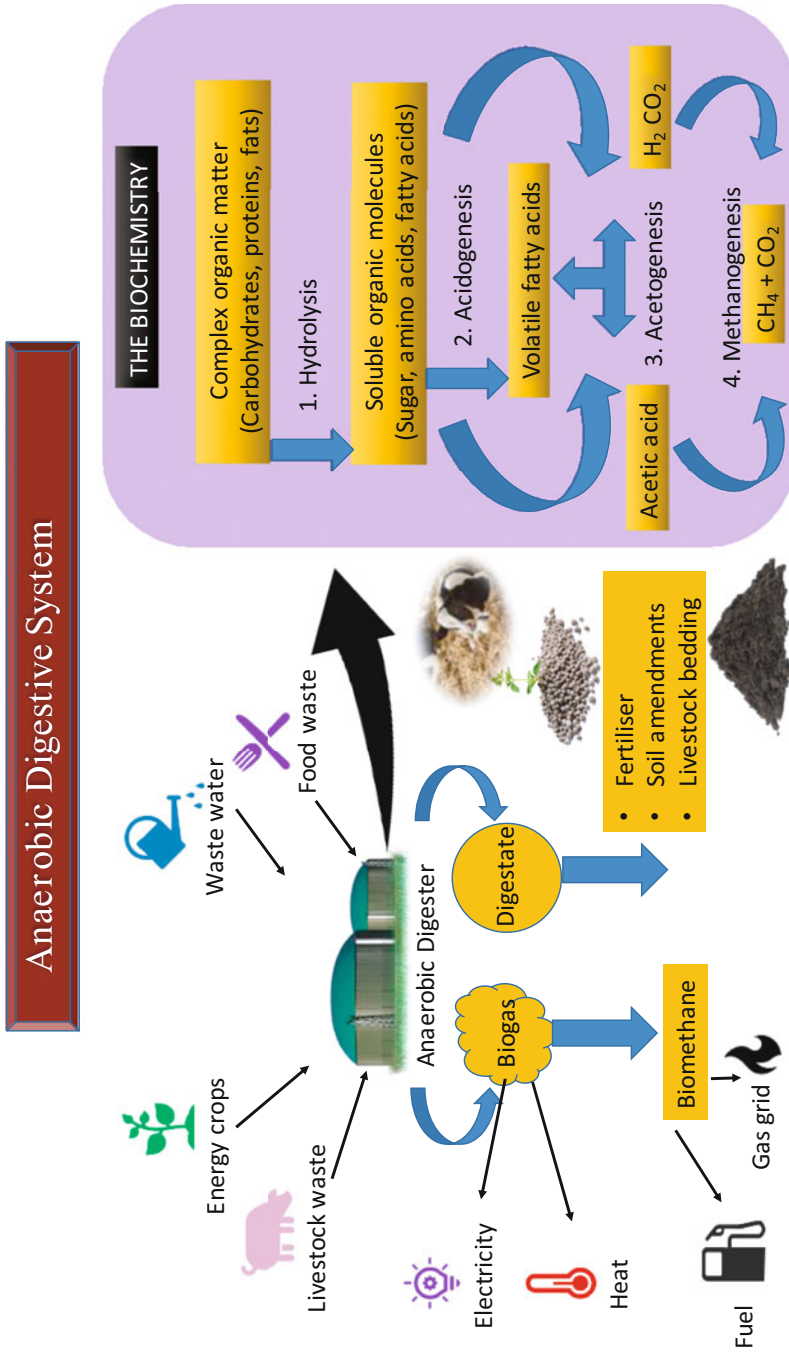 Anaerobic Digestive System
Energy crops
Waste water
Livestock waste
Food waste
Anaerobic Digester
Biogas
Digestate
Electricity
Heat
Biomethane
Fuel
Gas grid
• Fertiliser
• Soil amendments
• Livestock bedding
THE BIOCHEMISTRY
Complex organic matter
(Carbohydrates, proteins, fats)
1. Hydrolysis
Soluble organic molecules
(Sugar, amino acids, fatty acids)
2. Acidogenesis
Volatile fatty acids
3. Acetogenesis
Acetic acid
H₂ CO₂
4. Methanogenesis
CH₄ + CO₂